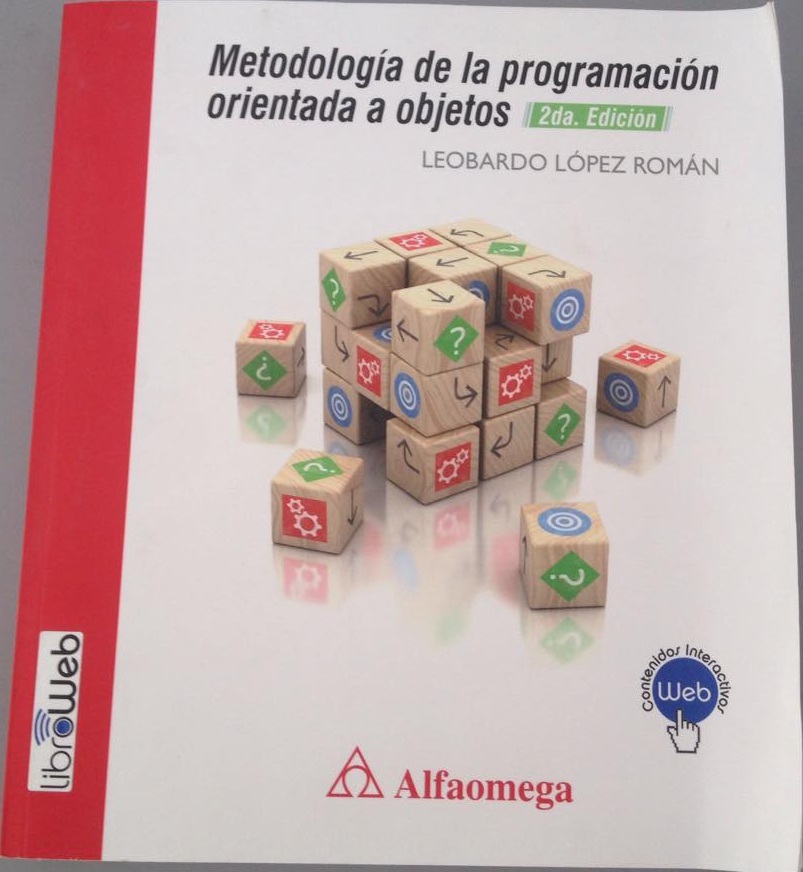 Metodología de la programación
orientada a objetos 2da. Edición
LEOBARDO LÓPEZ ROMÁN
? ?
?
?
?
?
?
libroWeb
Contenidos Interactivos
Web
Alfaomega